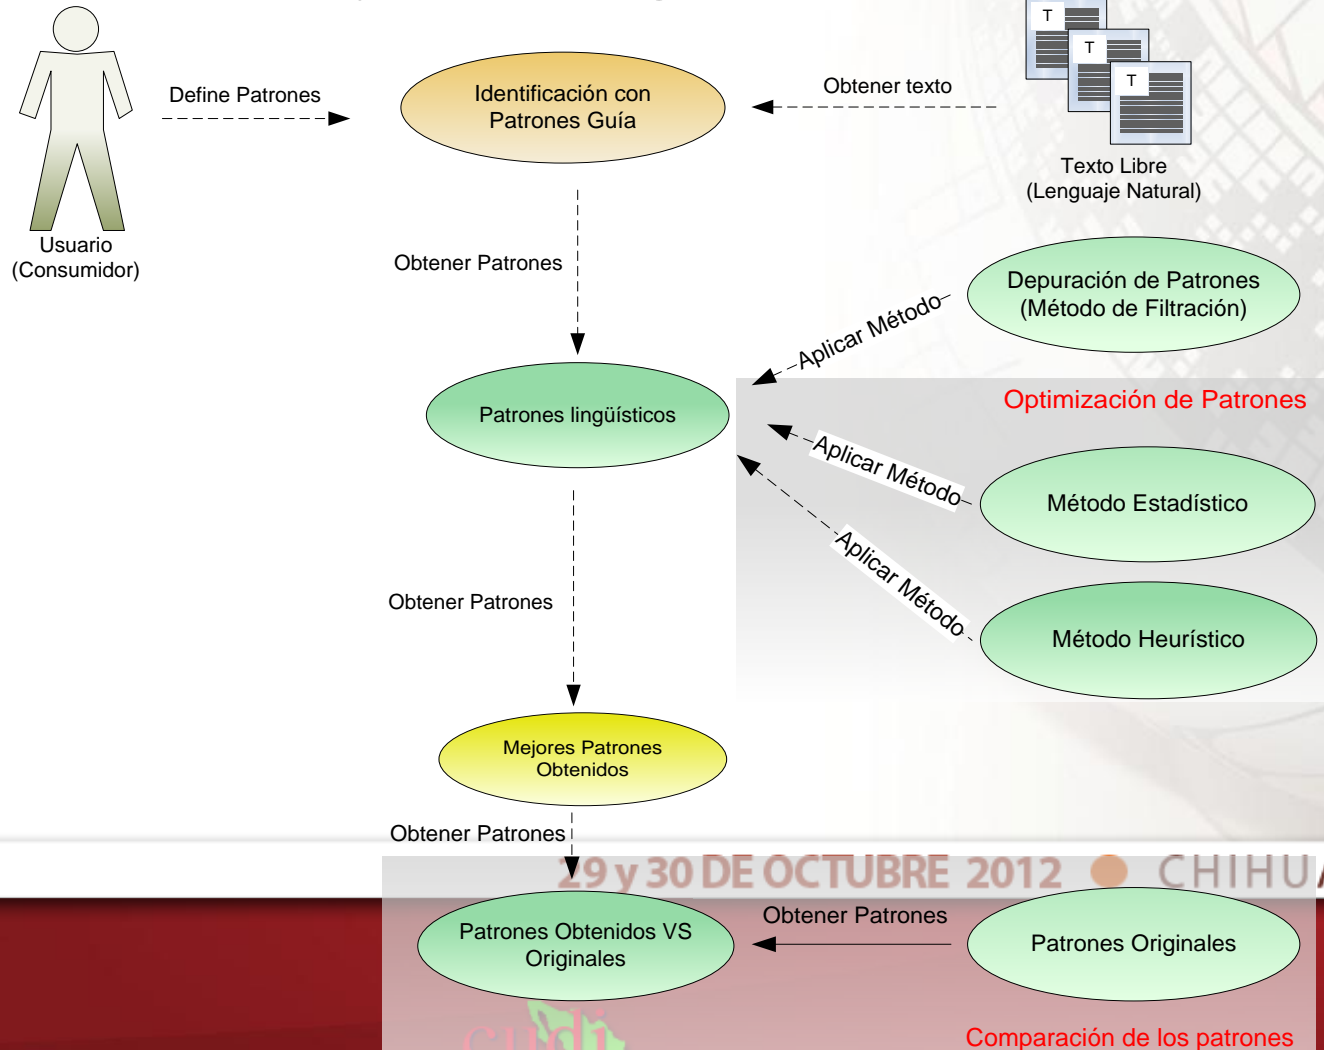 T
T
T
Define Patrones
Identificación con
Patrones Guía
Obtener texto
Texto Libre
(Lenguaje Natural)
Usuario
(Consumidor)
Obtener Patrones
Depuración de Patrones
(Método de Filtración)
Aplicar Método
Patrones lingüísticos
Optimización de Patrones
Aplicar Método
Método Estadístico
Aplicar Método
Método Heurístico
Obtener Patrones
Mejores Patrones
Obtenidos
Obtener Patrones
29 y 30 DE OCTUBRE 2012 CHIHUA
Patrones Obtenidos VS
Originales
Obtener Patrones
Patrones Originales
cudi
Comparación de los patrones